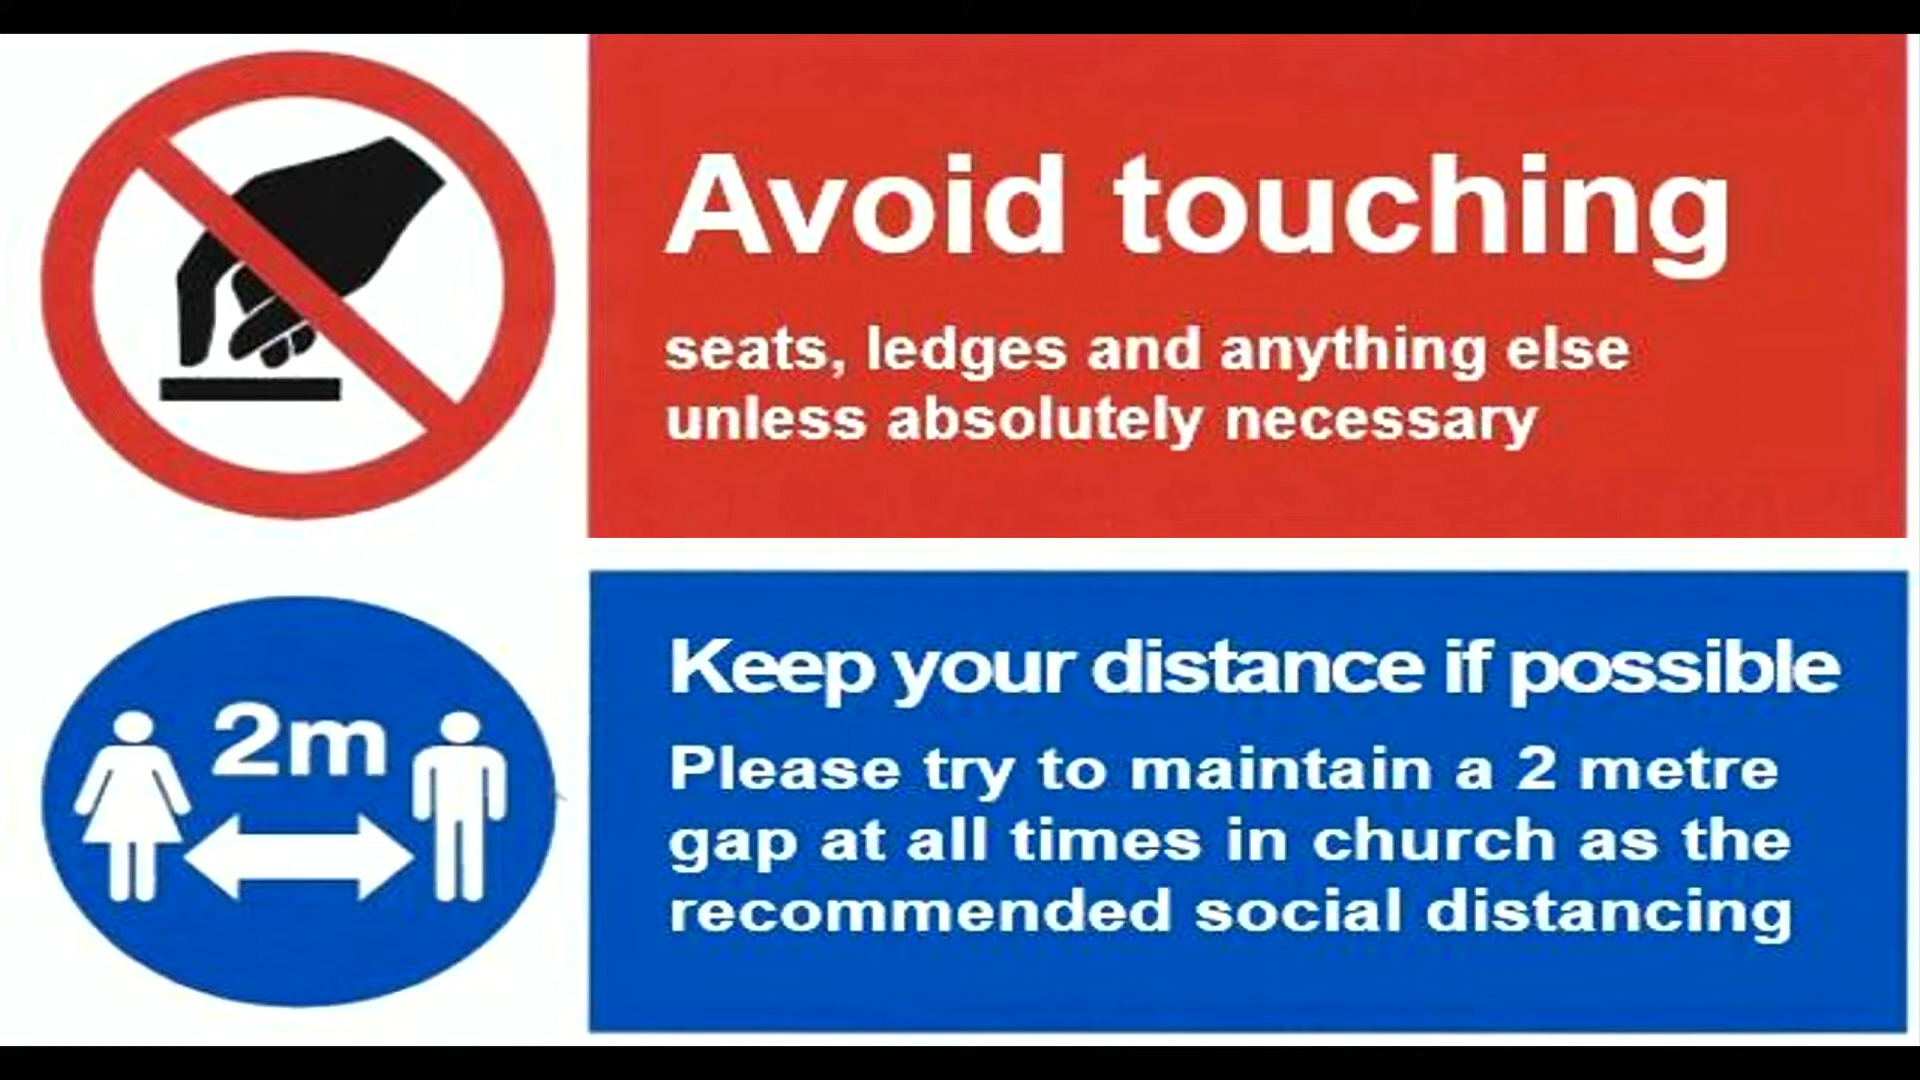 Avoid touching
seats, ledges and anything else
unless absolutely necessary
2m
Keep your distance if possible
Please try to maintain a 2 metre
gap at all times in church as the
recommended social distancing